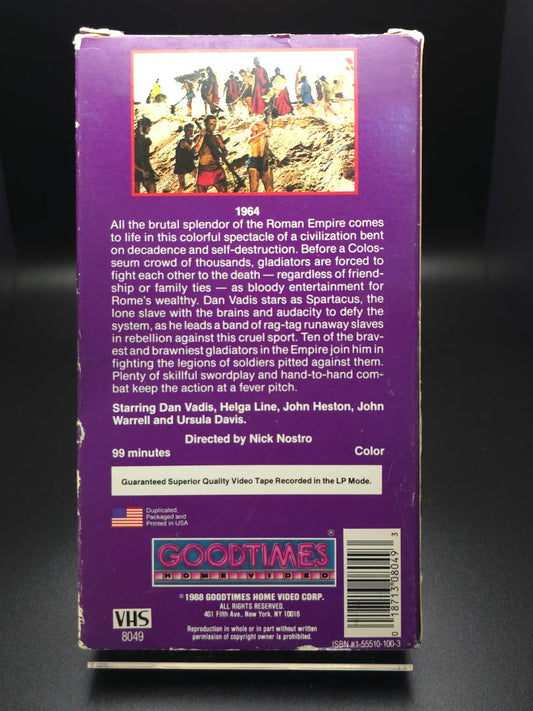 1964
All the brutal splendor of the Roman Empire comes
to life in this colorful spectacle of a civilization bent
on decadence and self-destruction. Before a Colos-
seum crowd of thousands, gladiators are forced to
fight each other to the death — regardless of friend-
ship or family ties — as bloody entertainment for
Rome's wealthy. Dan Vadis stars as Spartacus, the
lone slave with the brains and audacity to defy the
system, as he leads a band of rag-tag runaway slaves
in rebellion against this cruel sport. Ten of the brav-
est and brawniest gladiators in the Empire join him in
fighting the legions of soldiers pitted against them.
Plenty of skillful swordplay and hand-to-hand com-
bat keep the action at a fever pitch.
Starring Dan Vadis, Helga Line, John Heston, John
Warrell and Ursula Davis.
Directed by Nick Nostro
99 minutes Color
Guaranteed Superior Quality Video Tape Recorded in the LP Mode.
Duplicated,
Packaged and
Printed in USA
GOODTIMES®
HOME VIDEO
© 1988 GOODTIMES HOME VIDEO CORP.
ALL RIGHTS RESERVED.
401 Fifth Ave., New York, NY 10016
Reproduction in whole or in part without written
permission of copyright owner is prohibited.
VHS
8049
0 18713 08049 3
ISBN #1-55510-100-3